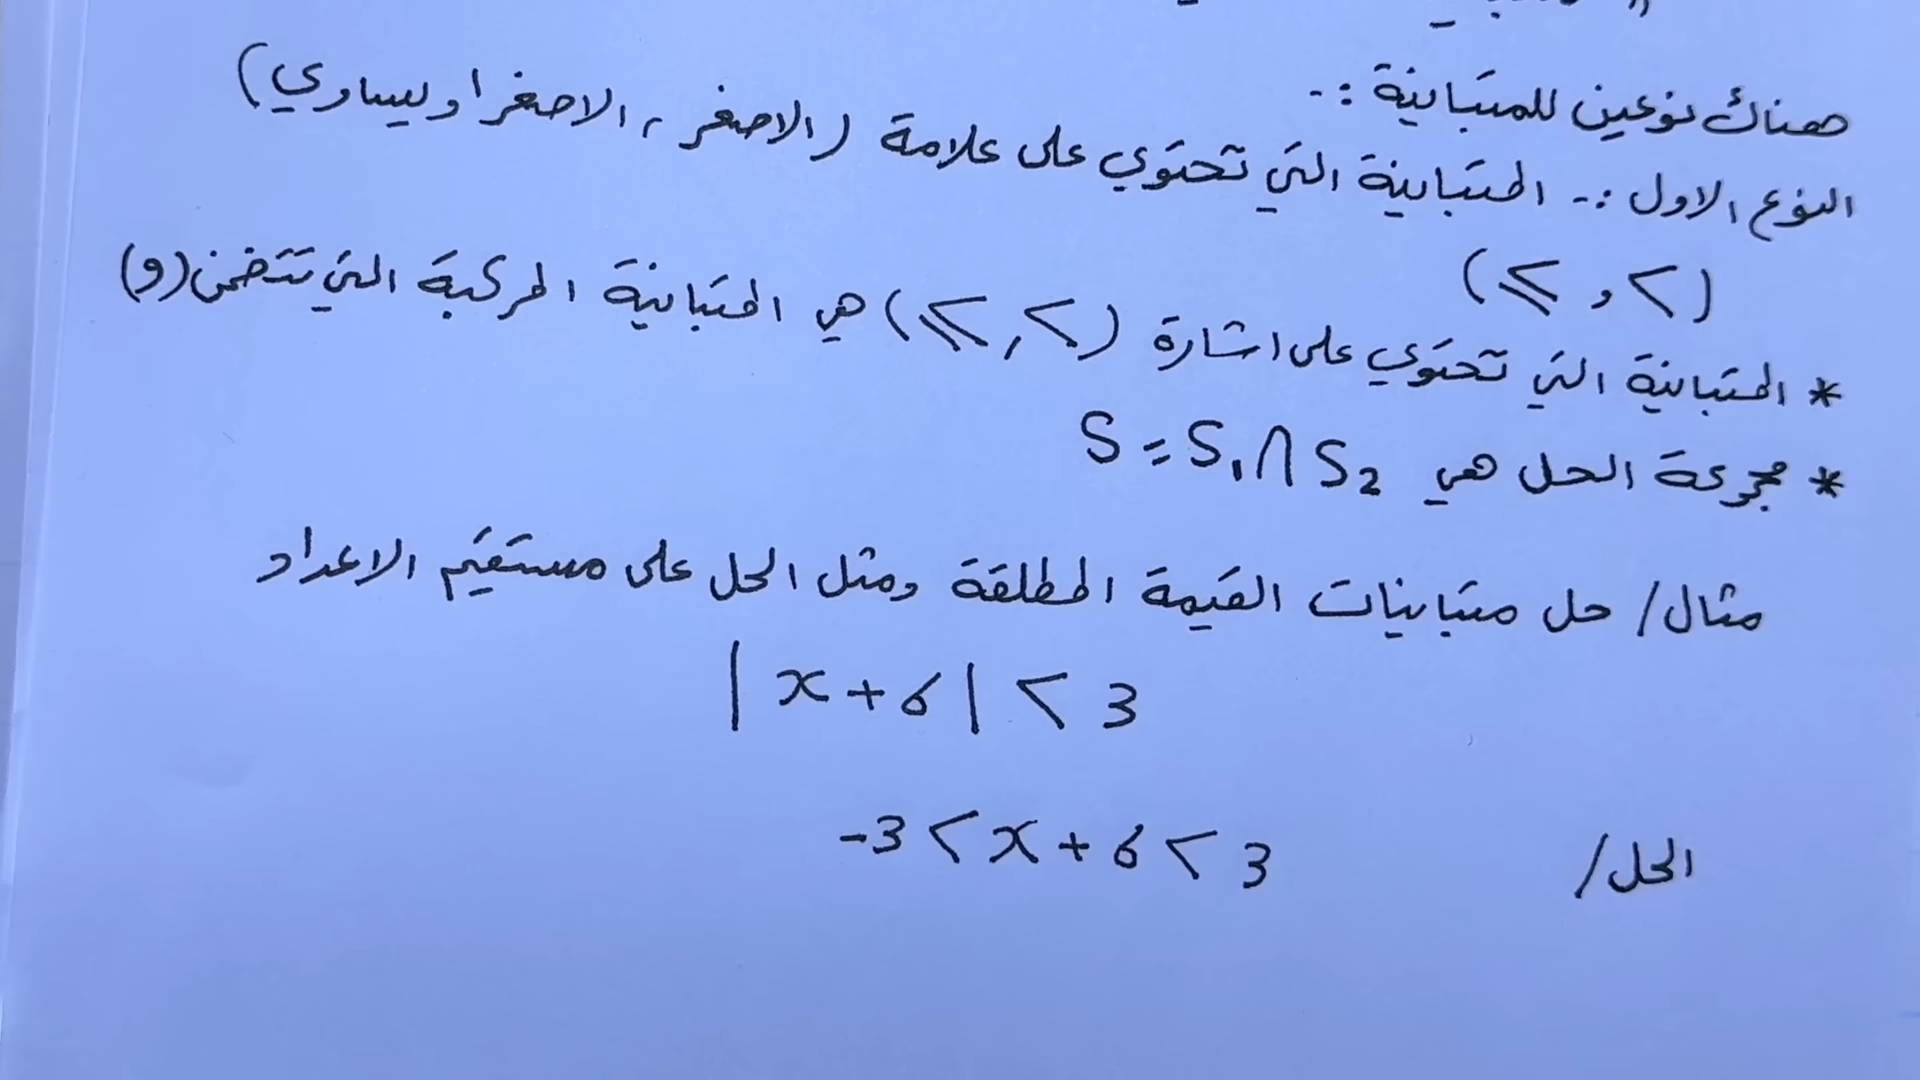 هناك نوعين للمتباينة :-
النوع الاول :- المتباينة التي تحتوي على علامة (الاصغر، الاصغر او يساوي)
(< و ≤)
* المتباينة التي تحتوي على اشارة (<, ≤) هي المتباينة المركبة التي تتضمن (و)
* مجموعة الحل هي S = S₁ ∩ S₂
مثال / حل متباينات القيمة المطلقة ومثل الحل على مستقيم الاعداد
|x + 6| < 3
الحل / -3 < x + 6 < 3